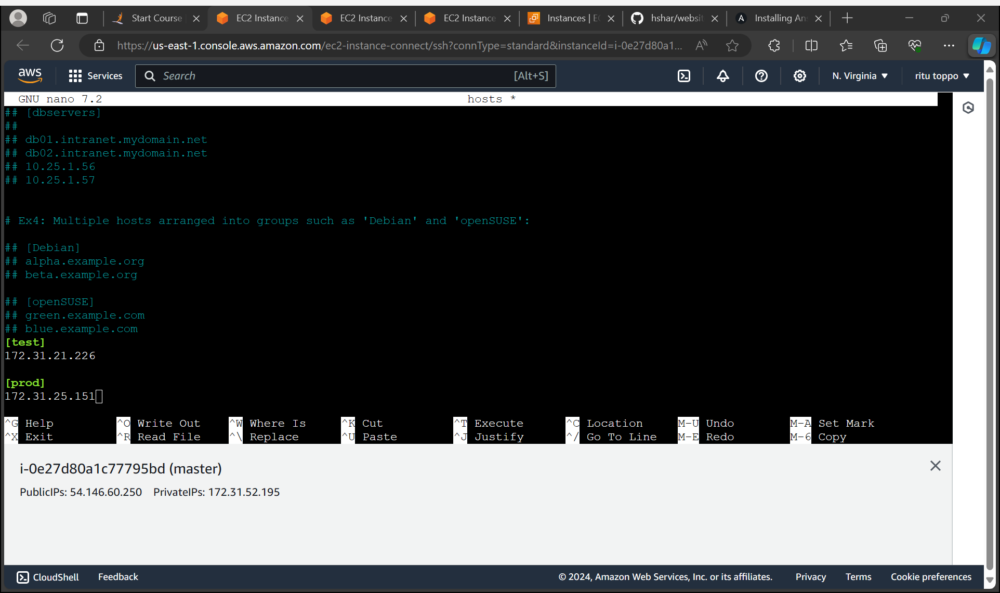 Start Course
EC2 Instance
EC2 Instance
EC2 Instance
Instances | EC
hshar/websit
Installing Ans
https://us-east-1.console.aws.amazon.com/ec2-instance-connect/ssh?connType=standard&instanceId=i-0e27d80a1...
aws
Services
Search
[Alt+S]
N. Virginia
ritu toppo
GNU nano 7.2 hosts *
## [dbservers]
##
## db01.intranet.mydomain.net
## db02.intranet.mydomain.net
## 10.25.1.56
## 10.25.1.57
# Ex4: Multiple hosts arranged into groups such as 'Debian' and 'openSUSE':
## [Debian]
## alpha.example.org
## beta.example.org
## [openSUSE]
## green.example.com
## blue.example.com
[test]
172.31.21.226
[prod]
172.31.25.151
^G Help ^O Write Out ^W Where Is ^K Cut ^T Execute ^C Location M-U Undo M-A Set Mark
^X Exit ^R Read File ^\ Replace ^U Paste ^J Justify ^/ Go To Line M-E Redo M-6 Copy
i-0e27d80a1c77795bd (master)
PublicIPs: 54.146.60.250 PrivateIPs: 172.31.52.195
CloudShell
Feedback
© 2024, Amazon Web Services, Inc. or its affiliates.
Privacy
Terms
Cookie preferences